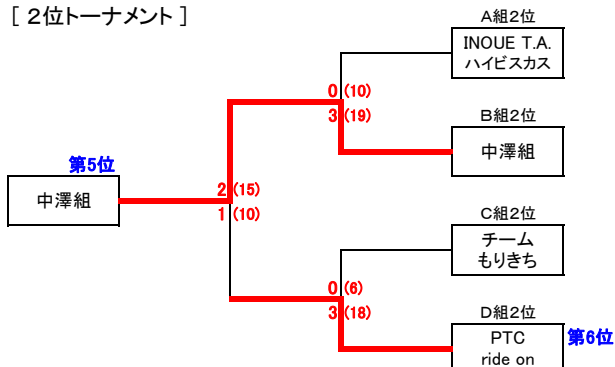 [ 2位トーナメント ]
A組2位
INOUE T.A.
ハイビスカス
0 (10)
3 (19)
B組2位
中澤組
第5位
中澤組
2 (15)
1 (10)
C組2位
チーム
もりきち
0 (6)
3 (18)
D組2位
PTC
ride on
第6位